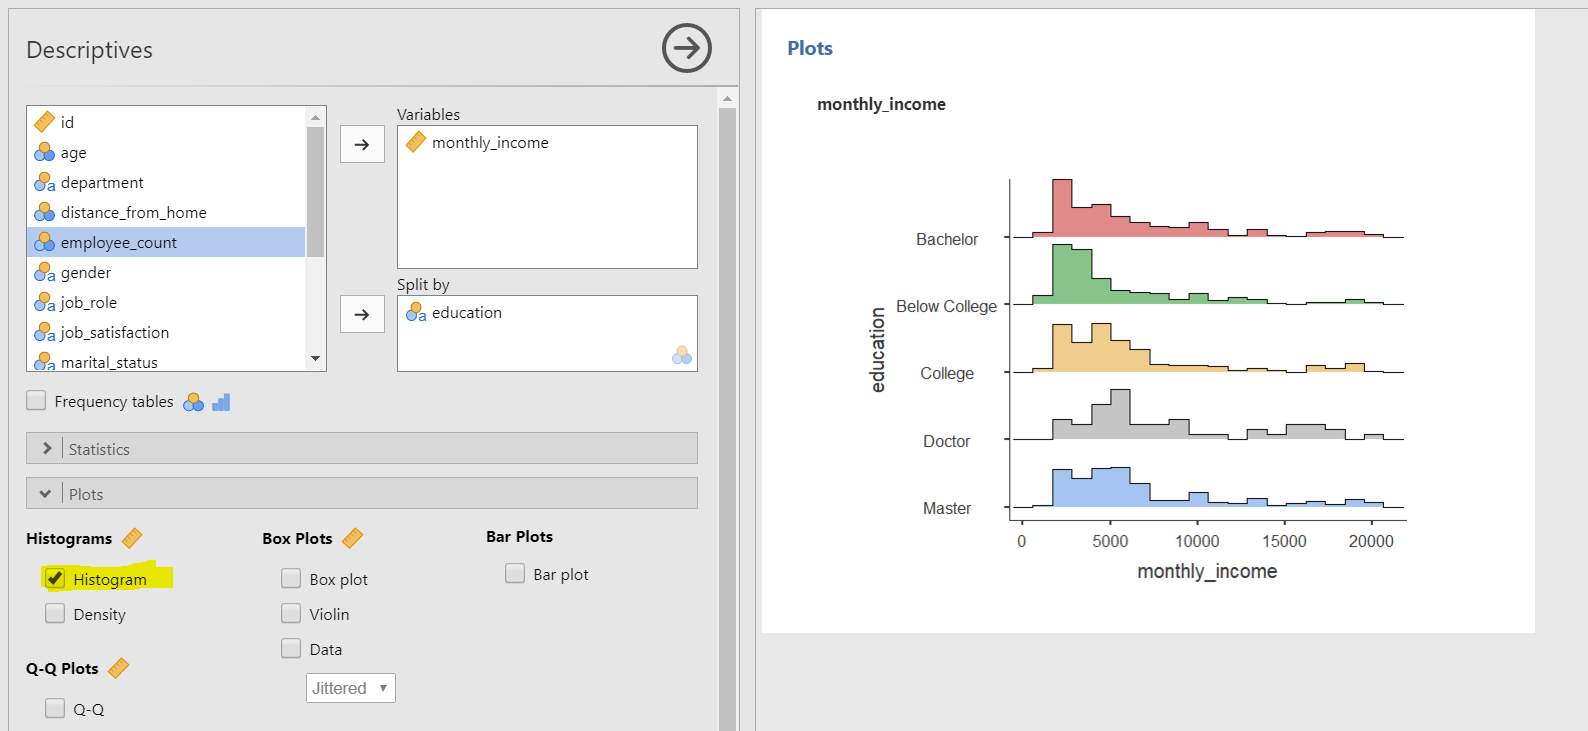 Descriptives
id
age
department
distance_from_home
employee_count
gender
job_role
job_satisfaction
marital_status
Variables
monthly_income
Split by
a education
Frequency tables
Statistics
Plots
Histograms
Histogram
Density
Q-Q Plots
Q-Q
Box Plots
Box plot
Violin
Data
Jittered
Bar Plots
Bar plot
Plots
monthly_income
education
Bachelor
Below College
College
Doctor
Master
0 5000 10000 15000 20000
monthly_income